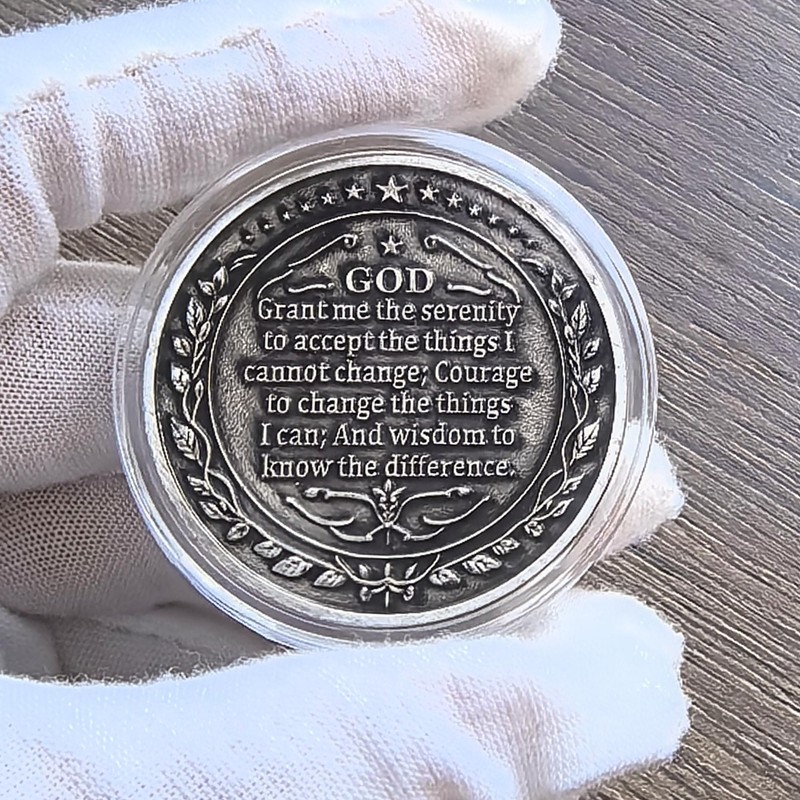 GOD
Grant me the serenity
to accept the things I
cannot change; Courage
to change the things
I can; And wisdom to
know the difference.